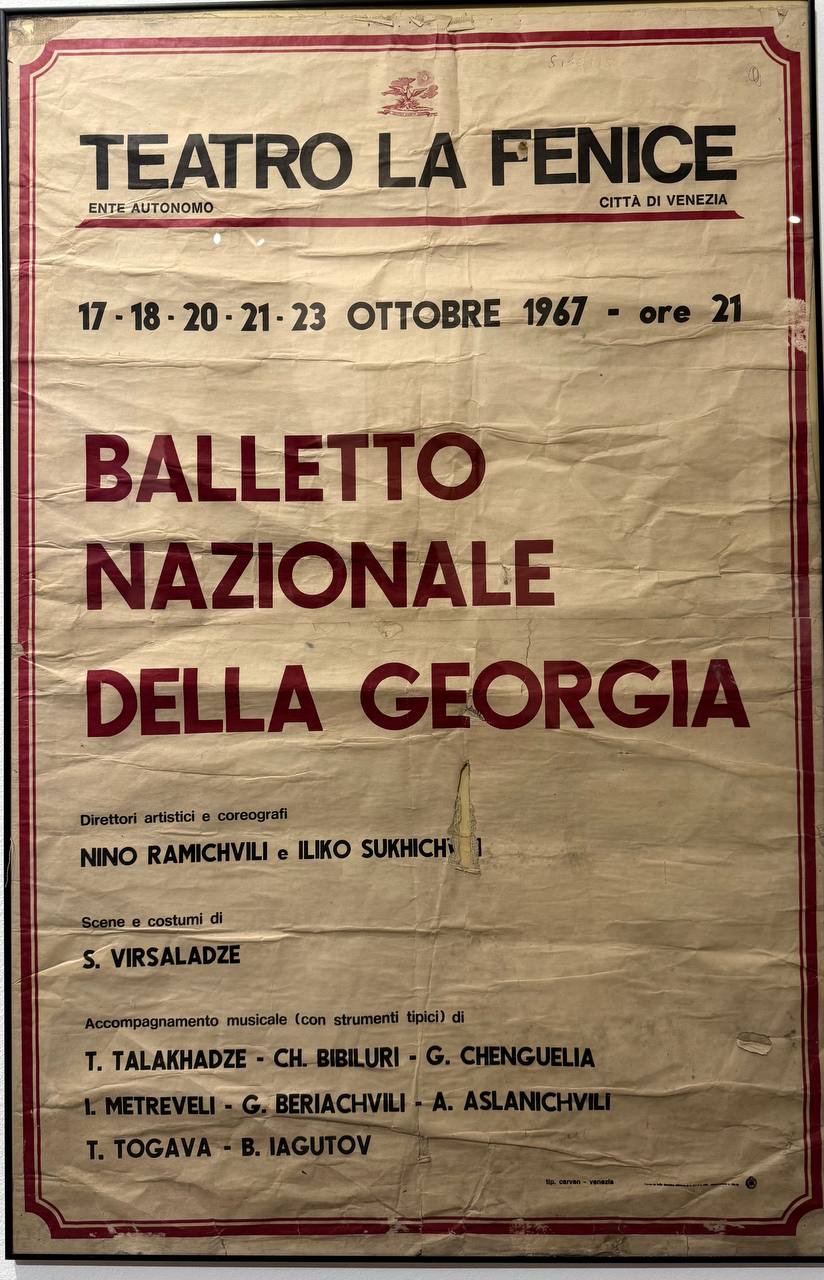 TEATRO LA FENICE
ENTE AUTONOMO CITTÀ DI VENEZIA
17 - 18 - 20 - 21 - 23 OTTOBRE 1967 - ore 21
BALLETTO
NAZIONALE
DELLA GEORGIA
Direttori artistici e coreografi
NINO RAMICHVILI e ILIKO
Scene e costumi di
S. VIRSALADZE
Accompagnamento musicale (con strumenti tipici) di
T. TALAKHADZE - CH. BIBILURI - G. CHENGUELIA
I. METREVELI - G. BERIACHVILI - A. ASLANICHVILI
T. TOGAVA - B. IAGUTOV
tip. carven - venezia